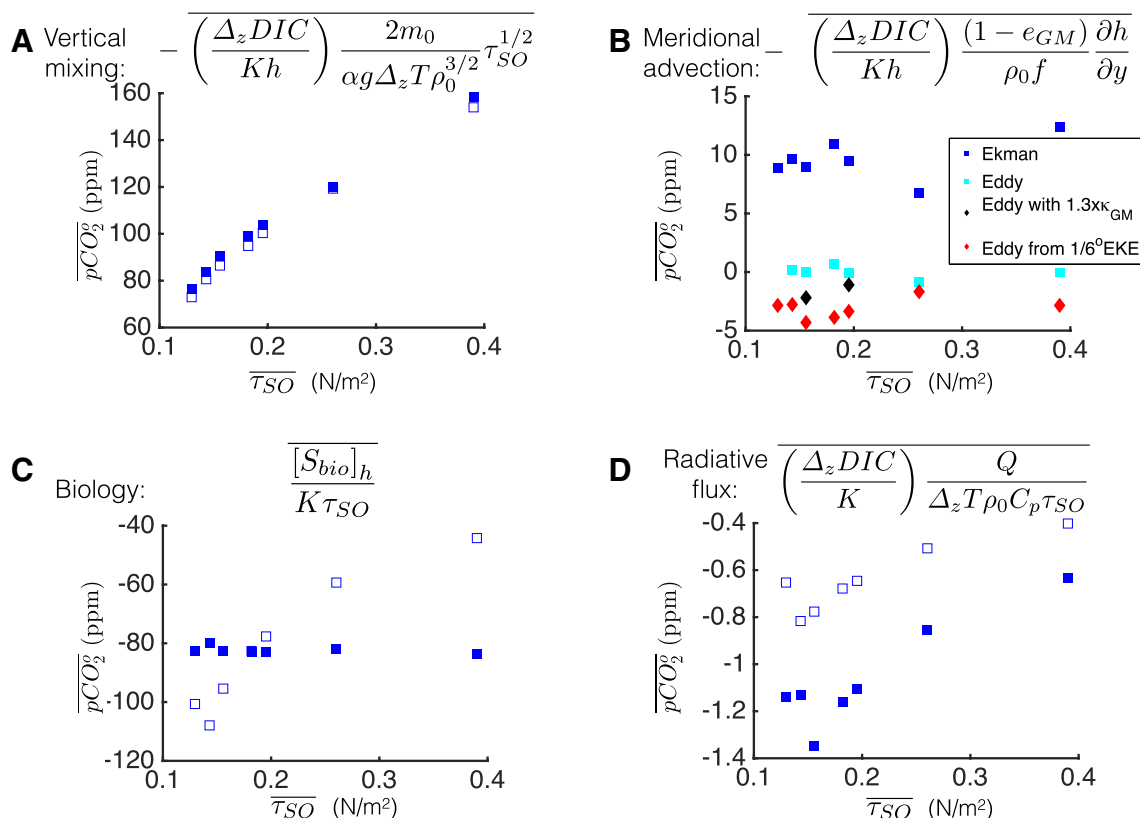 A Vertical mixing: $-\overline{\left(\frac{\Delta_z DIC}{Kh}\right)\frac{2m_0}{\alpha g \Delta_z T \rho_0^{3/2}}\tau_{SO}^{1/2}}$
160
140
120
100
80
60
$\overline{pCO_2^o}$ (ppm)
0.1 0.2 0.3 0.4
$\overline{\tau_{SO}}$ (N/m²)
B Meridional advection: $-\overline{\left(\frac{\Delta_z DIC}{Kh}\right)\frac{(1-e_{GM})}{\rho_0 f}\frac{\partial h}{\partial y}}$
15
10
5
0
-5
$\overline{pCO_2^o}$ (ppm)
Ekman
Eddy
Eddy with 1.3xκ_GM
Eddy from 1/6⁰EKE
0.1 0.2 0.3 0.4
$\overline{\tau_{SO}}$ (N/m²)
C Biology: $\overline{\frac{[S_{bio}]_h}{K\tau_{SO}}}$
-40
-60
-80
-100
-120
$\overline{pCO_2^o}$ (ppm)
0.1 0.2 0.3 0.4
$\overline{\tau_{SO}}$ (N/m²)
D Radiative flux: $\overline{\left(\frac{\Delta_z DIC}{K}\right)\frac{Q}{\Delta_z T \rho_0 C_p \tau_{SO}}}$
-0.4
-0.6
-0.8
-1
-1.2
-1.4
$\overline{pCO_2^o}$ (ppm)
0.1 0.2 0.3 0.4
$\overline{\tau_{SO}}$ (N/m²)